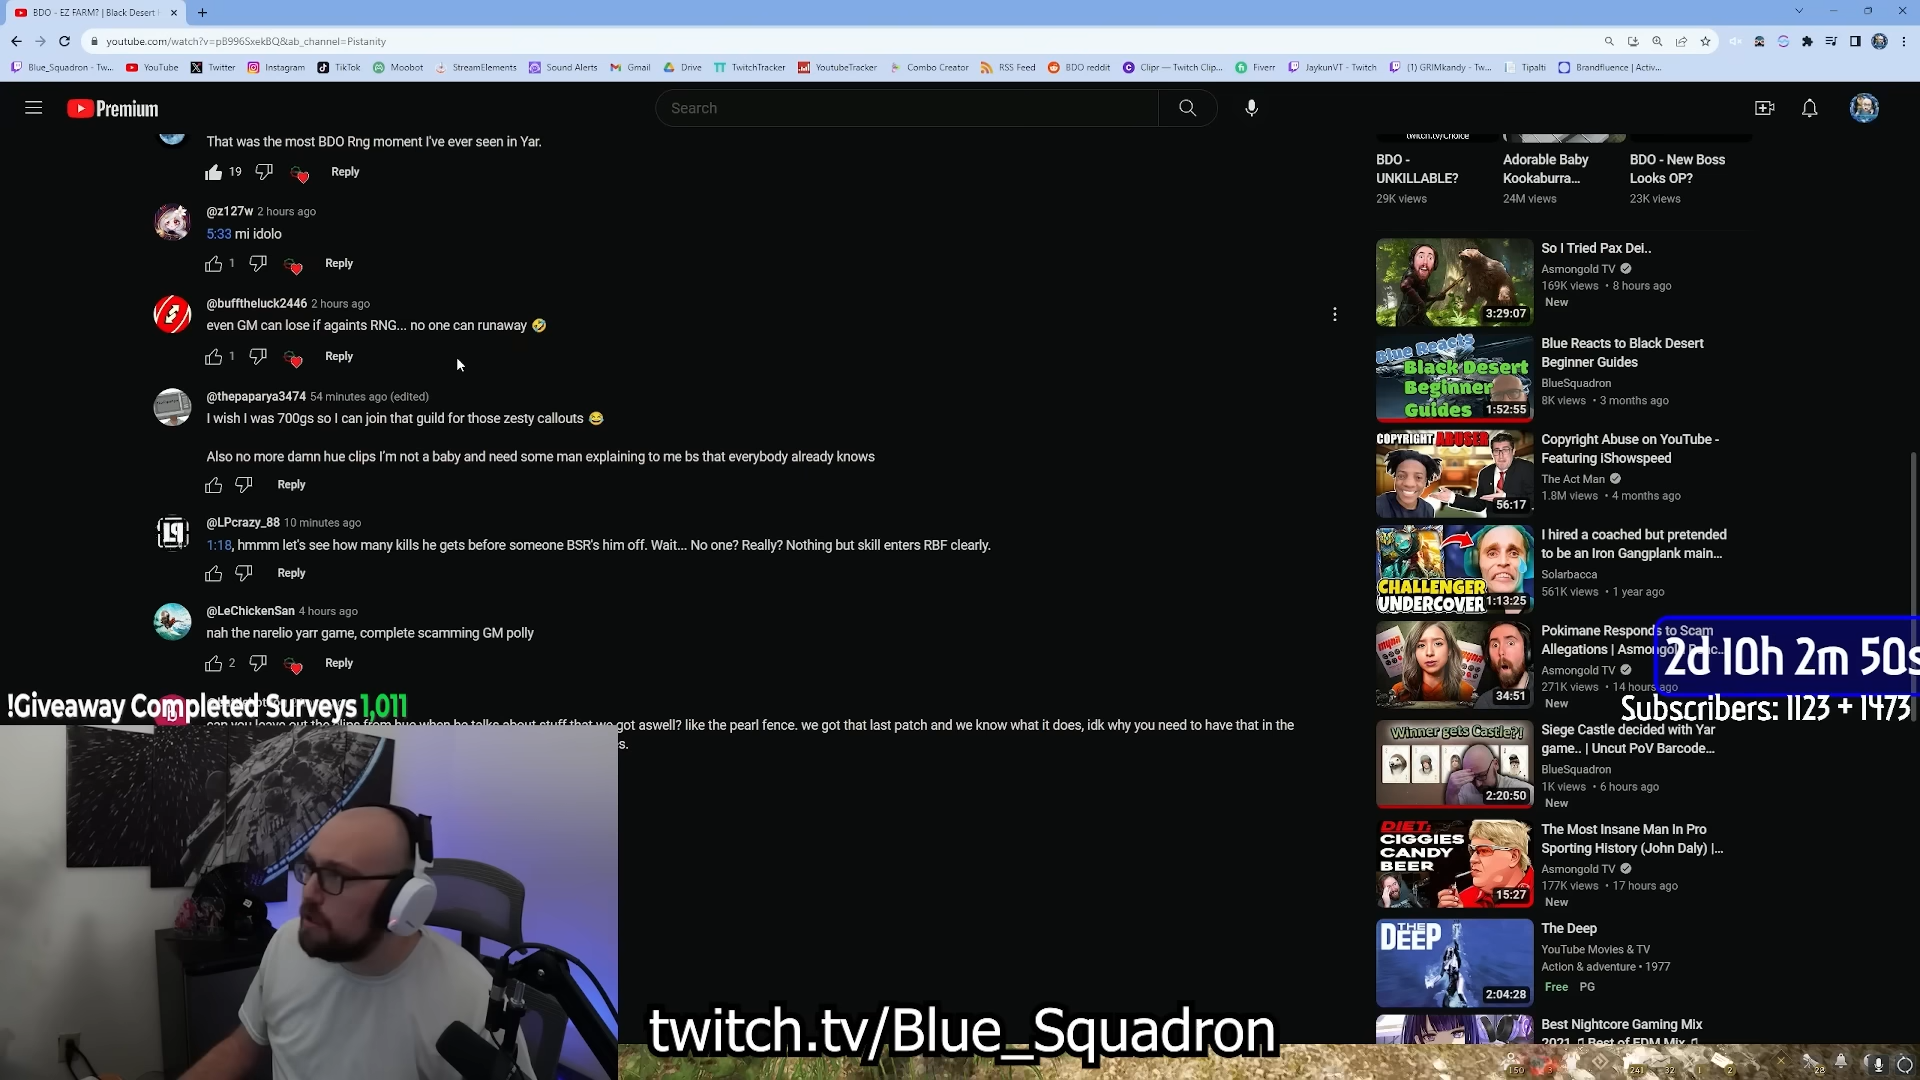 BDO - EZ FARM? | Black Desert
youtube.com/watch?v=pB996SxekBQ&ab_channel=Pistanity
Blue_Squadron - Tw...
YouTube
Twitter
Instagram
TikTok
Moobot
StreamElements
Sound Alerts
Gmail
Drive
TwitchTracker
YoutubeTracker
Combo Creator
RSS Feed
BDO reddit
Clipr — Twitch Clip...
Fiverr
JaykunVT - Twitch
(1) GRIMkandy - Tw...
Tipalti
Brandfluence | Activ...
Premium
Search
That was the most BDO Rng moment I've ever seen in Yar.
19
Reply
@z127w 2 hours ago
5:33 mi idolo
1
Reply
@bufftheluck2446 2 hours ago
even GM can lose if againts RNG... no one can runaway 🤣
1
Reply
@thepaparya3474 54 minutes ago (edited)
I wish I was 700gs so I can join that guild for those zesty callouts 😂
Also no more damn hue clips I'm not a baby and need some man explaining to me bs that everybody already knows
Reply
@LPcrazy_88 10 minutes ago
1:18, hmmm let's see how many kills he gets before someone BSR's him off. Wait... No one? Really? Nothing but skill enters RBF clearly.
Reply
@LeChickenSan 4 hours ago
nah the narelio yarr game, complete scamming GM polly
2
Reply
!Giveaway Completed Surveys 1,011
got aswell? like the pearl fence. we got that last patch and we know what it does, idk why you need to have that in the
s.
twitch.tv/Blue_Squadron
twitch.tv/Choice
BDO -
UNKILLABLE?
29K views
Adorable Baby
Kookaburra...
24M views
BDO - New Boss
Looks OP?
23K views
3:29:07
So I Tried Pax Dei..
Asmongold TV
169K views • 8 hours ago
New
Blue Reacts
Black Desert
Beginner
Guides
1:52:55
Blue Reacts to Black Desert
Beginner Guides
BlueSquadron
8K views • 3 months ago
COPYRIGHT ABUSER
56:17
Copyright Abuse on YouTube -
Featuring iShowspeed
The Act Man
1.8M views • 4 months ago
CHALLENGER
UNDERCOVER
1:13:25
I hired a coached but pretended
to be an Iron Gangplank main...
Solarbacca
561K views • 1 year ago
34:51
Pokimane Responds to Scam
Allegations | Asmongold
Asmongold TV
271K views • 14 hours ago
New
2d 10h 2m 50s
Subscribers: 1123 + 1473
Winner gets Castle?!
2:20:50
Siege Castle decided with Yar
game.. | Uncut PoV Barcode...
BlueSquadron
1K views • 6 hours ago
New
DIET:
CIGGIES
CANDY
BEER
15:27
The Most Insane Man In Pro
Sporting History (John Daly) |...
Asmongold TV
177K views • 17 hours ago
New
THE
DEEP
2:04:28
The Deep
YouTube Movies & TV
Action & adventure • 1977
Free PG
Best Nightcore Gaming Mix